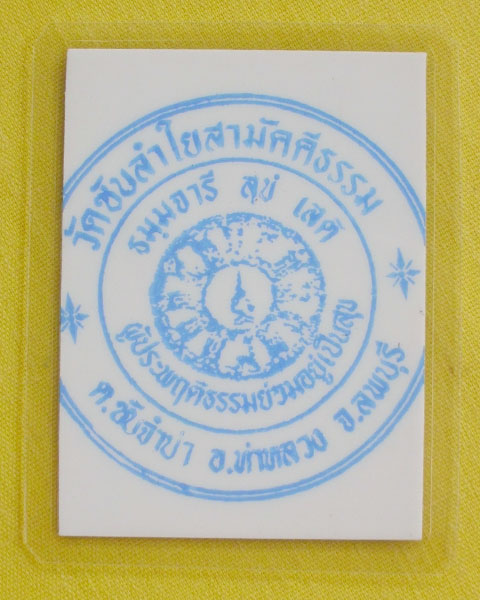 วัดซับลำใยสามัคคีธรรม
ธมฺมจารี สุขํ เสติ
ผู้ประพฤติธรรมย่อมอยู่เป็นสุข
ต.ซับจำปา อ.ท่าหลวง จ.ลพบุรี